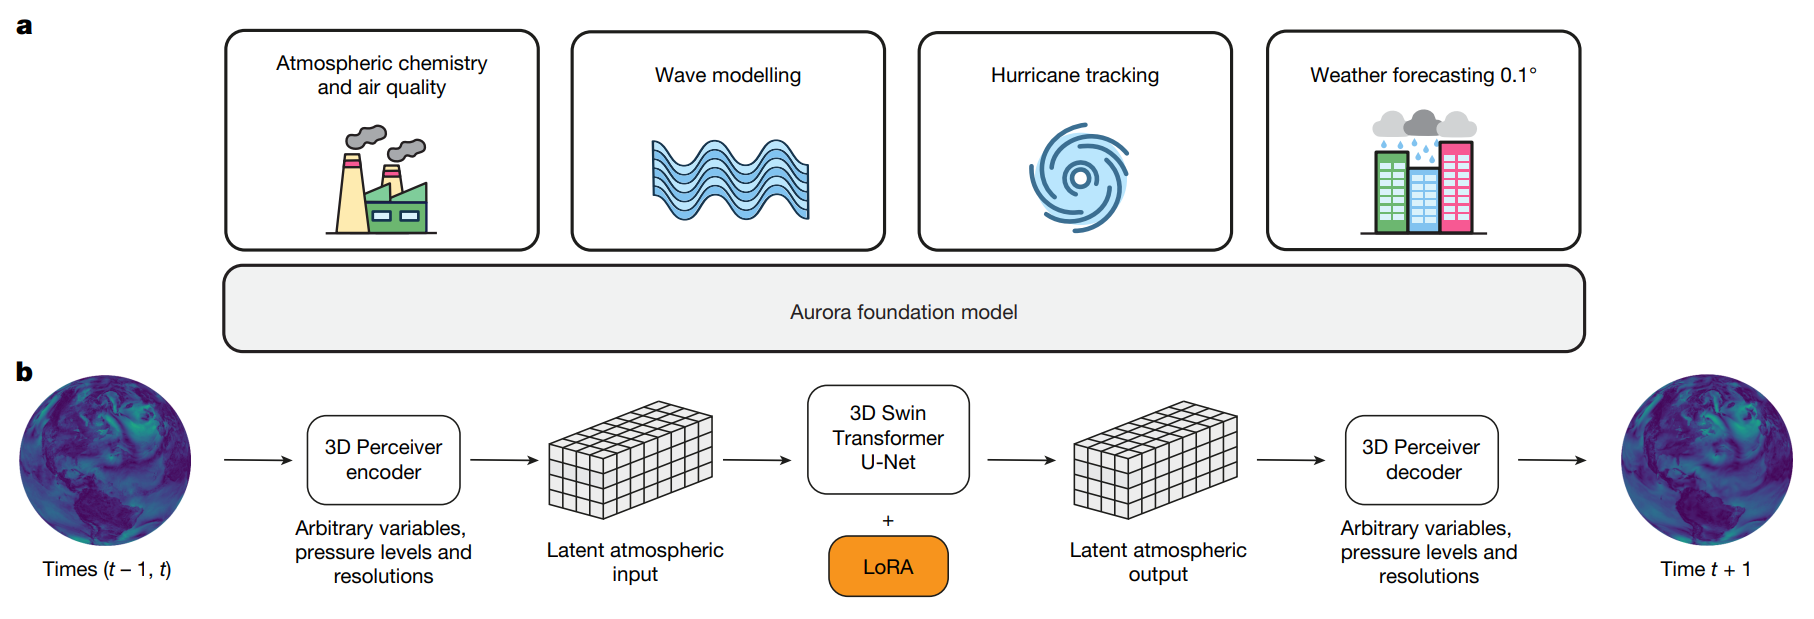 a
Atmospheric chemistry
and air quality
Wave modelling
Hurricane tracking
Weather forecasting 0.1°
Aurora foundation model
b
Times (t – 1, t)
3D Perceiver
encoder
Arbitrary variables,
pressure levels and
resolutions
Latent atmospheric
input
3D Swin
Transformer
U-Net
+
LoRA
Latent atmospheric
output
3D Perceiver
decoder
Arbitrary variables,
pressure levels and
resolutions
Time t + 1